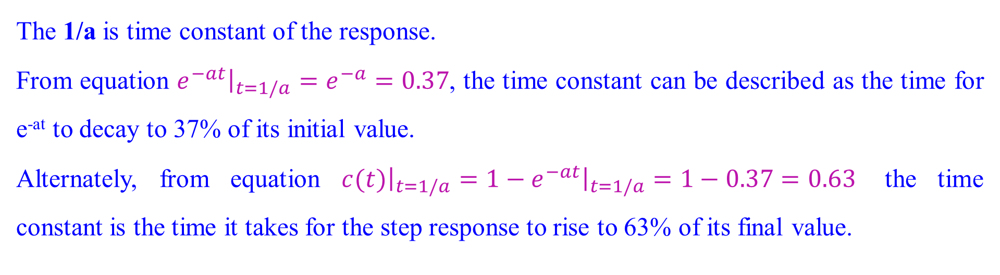 The 1/a is time constant of the response.
From equation e^{-at}|_{t=1/a} = e^{-a} = 0.37, the time constant can be described as the time for
e^{-at} to decay to 37% of its initial value.
Alternately, from equation c(t)|_{t=1/a} = 1 − e^{-at}|_{t=1/a} = 1 − 0.37 = 0.63 the time
constant is the time it takes for the step response to rise to 63% of its final value.